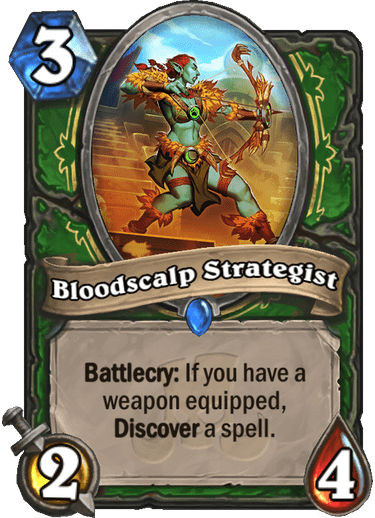 3
Bloodscalp Strategist
Battlecry: If you have a
weapon equipped,
Discover a spell.
2
4